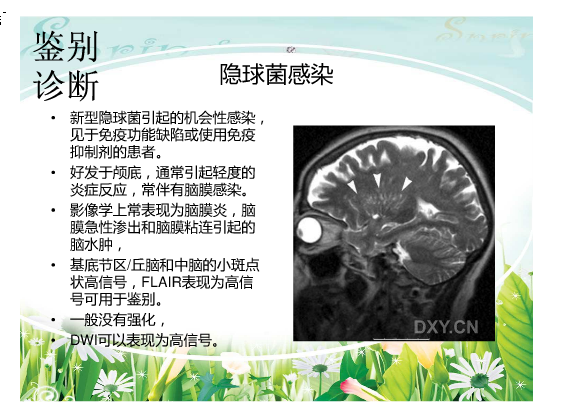 鉴别
诊断
隐球菌感染
• 新型隐球菌引起的机会性感染，
见于免疫功能缺陷或使用免疫
抑制剂的患者。
• 好发于颅底，通常引起轻度的
炎症反应，常伴有脑膜感染。
• 影像学上常表现为脑膜炎，脑
膜急性渗出和脑膜粘连引起的
脑水肿，
• 基底节区/丘脑和中脑的小斑点
状高信号，FLAIR表现为高信
号可用于鉴别。
• 一般没有强化，
• DWI可以表现为高信号。
DXY.CN